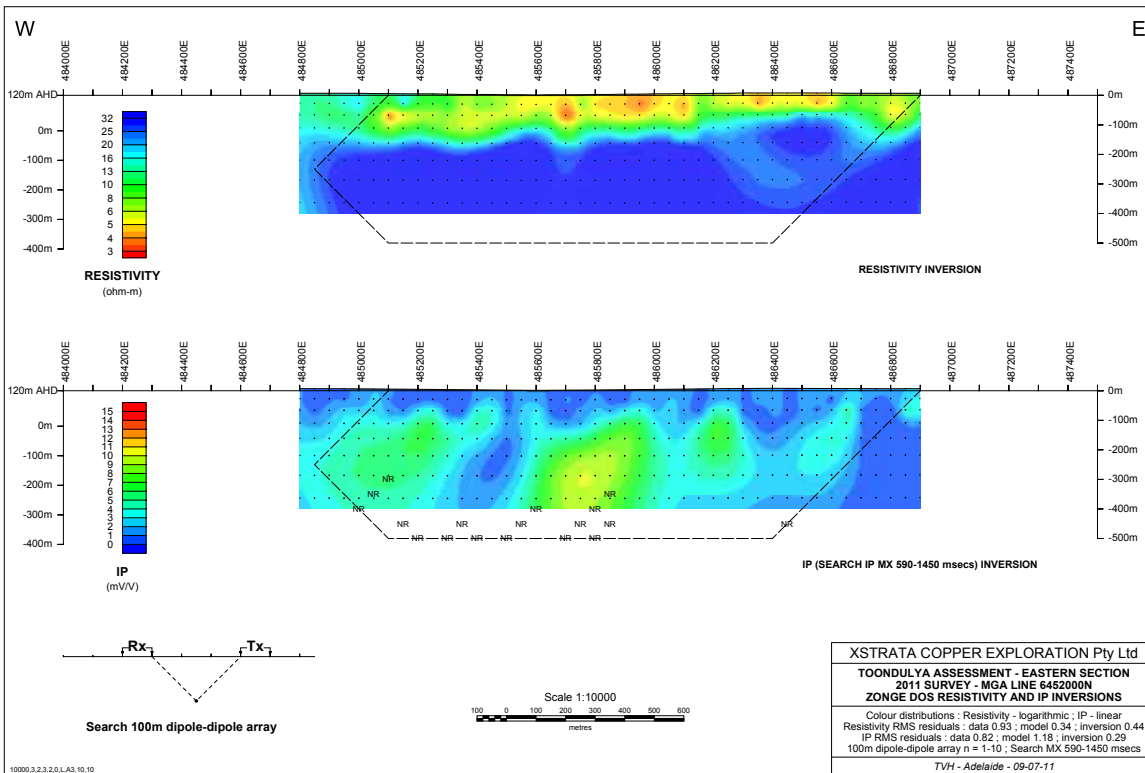 W
E
484000E
484200E
484400E
484600E
484800E
485000E
485200E
485400E
485600E
485800E
486000E
486200E
486400E
486600E
486800E
487000E
487200E
487400E
120m AHD
0m
-100m
-200m
-300m
-400m
0m
-100m
-200m
-300m
-400m
-500m
32
25
20
16
13
10
8
6
5
4
3
RESISTIVITY
(ohm-m)
RESISTIVITY INVERSION
484000E
484200E
484400E
484600E
484800E
485000E
485200E
485400E
485600E
485800E
486000E
486200E
486400E
486600E
486800E
487000E
487200E
487400E
120m AHD
0m
-100m
-200m
-300m
-400m
0m
-100m
-200m
-300m
-400m
-500m
15
14
13
12
11
10
9
8
7
6
5
4
3
2
1
0
IP
(mV/V)
NR
NR NR
NR NR NR
NR NR NR NR NR NR
NR NR NR NR NR NR
IP (SEARCH IP MX 590-1450 msecs) INVERSION
Rx Tx
Search 100m dipole-dipole array
Scale 1:10000
100 0 100 200 300 400 500 600
metres
XSTRATA COPPER EXPLORATION Pty Ltd
TOONDULYA ASSESSMENT - EASTERN SECTION
2011 SURVEY - MGA LINE 6452000N
ZONGE DOS RESISTIVITY AND IP INVERSIONS
Colour distributions : Resistivity - logarithmic ; IP - linear
Resistivity RMS residuals : data 0.93 ; model 0.34 ; inversion 0.44
IP RMS residuals : data 0.82 ; model 1.18 ; inversion 0.29
100m dipole-dipole array n = 1-10 ; Search MX 590-1450 msecs
TVH - Adelaide - 09-07-11
10000,3,2,3,2,0,L,A3,10,10